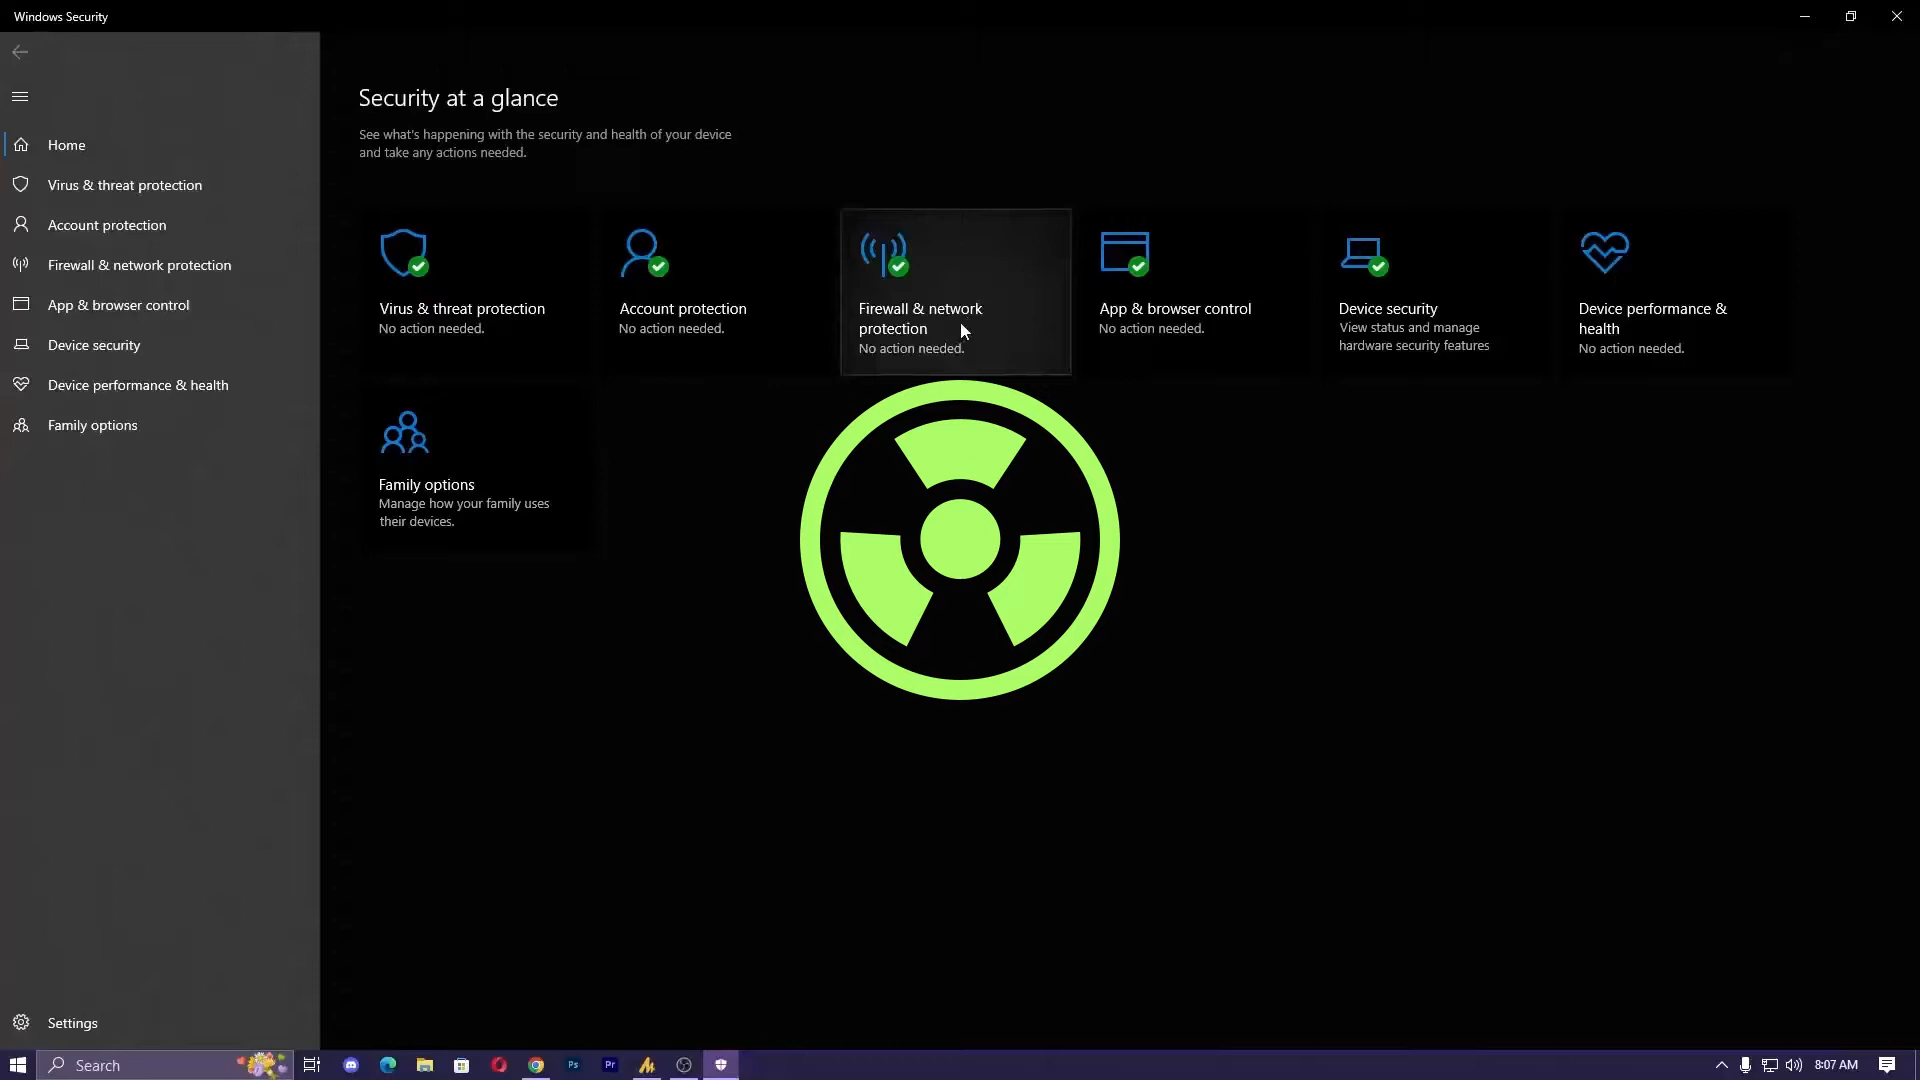 Windows Security
Home
Virus & threat protection
Account protection
Firewall & network protection
App & browser control
Device security
Device performance & health
Family options
Settings
Security at a glance
See what's happening with the security and health of your device
and take any actions needed.
Virus & threat protection
No action needed.
Account protection
No action needed.
Firewall & network
protection
No action needed.
App & browser control
No action needed.
Device security
View status and manage
hardware security features
Device performance &
health
No action needed.
Family options
Manage how your family uses
their devices.
Search
Ps
Pr
8:07 AM